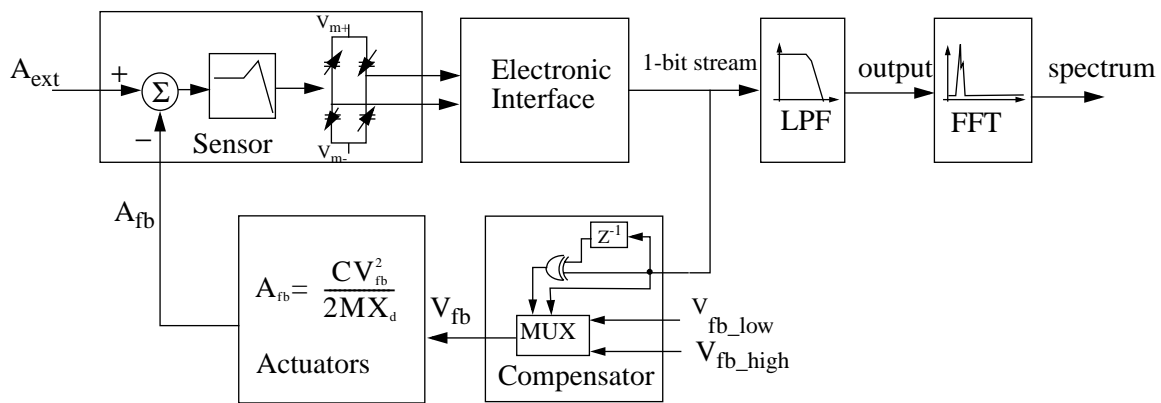 V_m+
A_ext
+
Σ
−
Sensor
V_m-
Electronic
Interface
1-bit stream
LPF
output
FFT
spectrum
A_fb
A_fb = CV_fb^2 / 2MX_d
Actuators
V_fb
Z^-1
MUX
V_fb_low
V_fb_high
Compensator